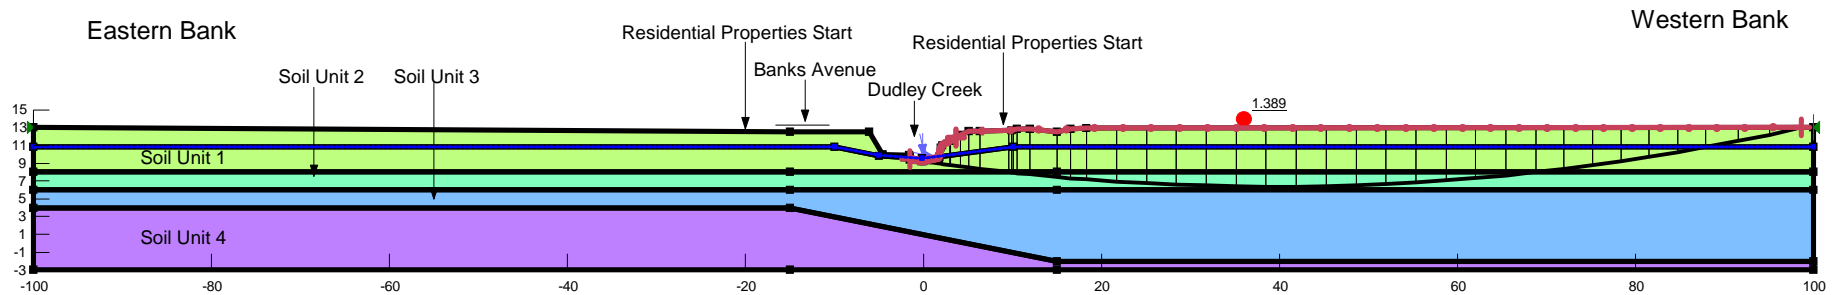 Eastern Bank
Western Bank
Residential Properties Start
Residential Properties Start
Soil Unit 2
Soil Unit 3
Banks Avenue
Dudley Creek
1.389
Soil Unit 1
Soil Unit 4
15
13
11
9
7
5
3
1
-1
-3
-100
-80
-60
-40
-20
0
20
40
60
80
100